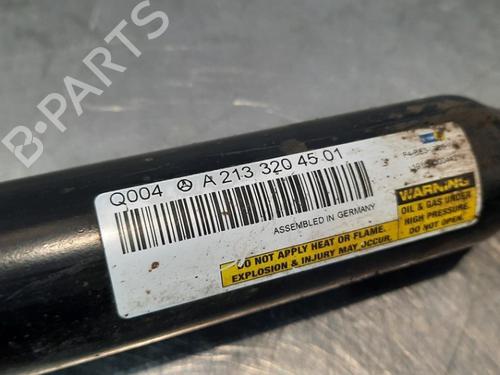 B-PARTS
Q004 A 213 320 45 01
ASSEMBLED IN GERMANY
WARNING
OIL & GAS UNDER
HIGH PRESSURE.
DO NOT OPEN.
DO NOT APPLY HEAT OR FLAME.
EXPLOSION & INJURY MAY OCCUR.